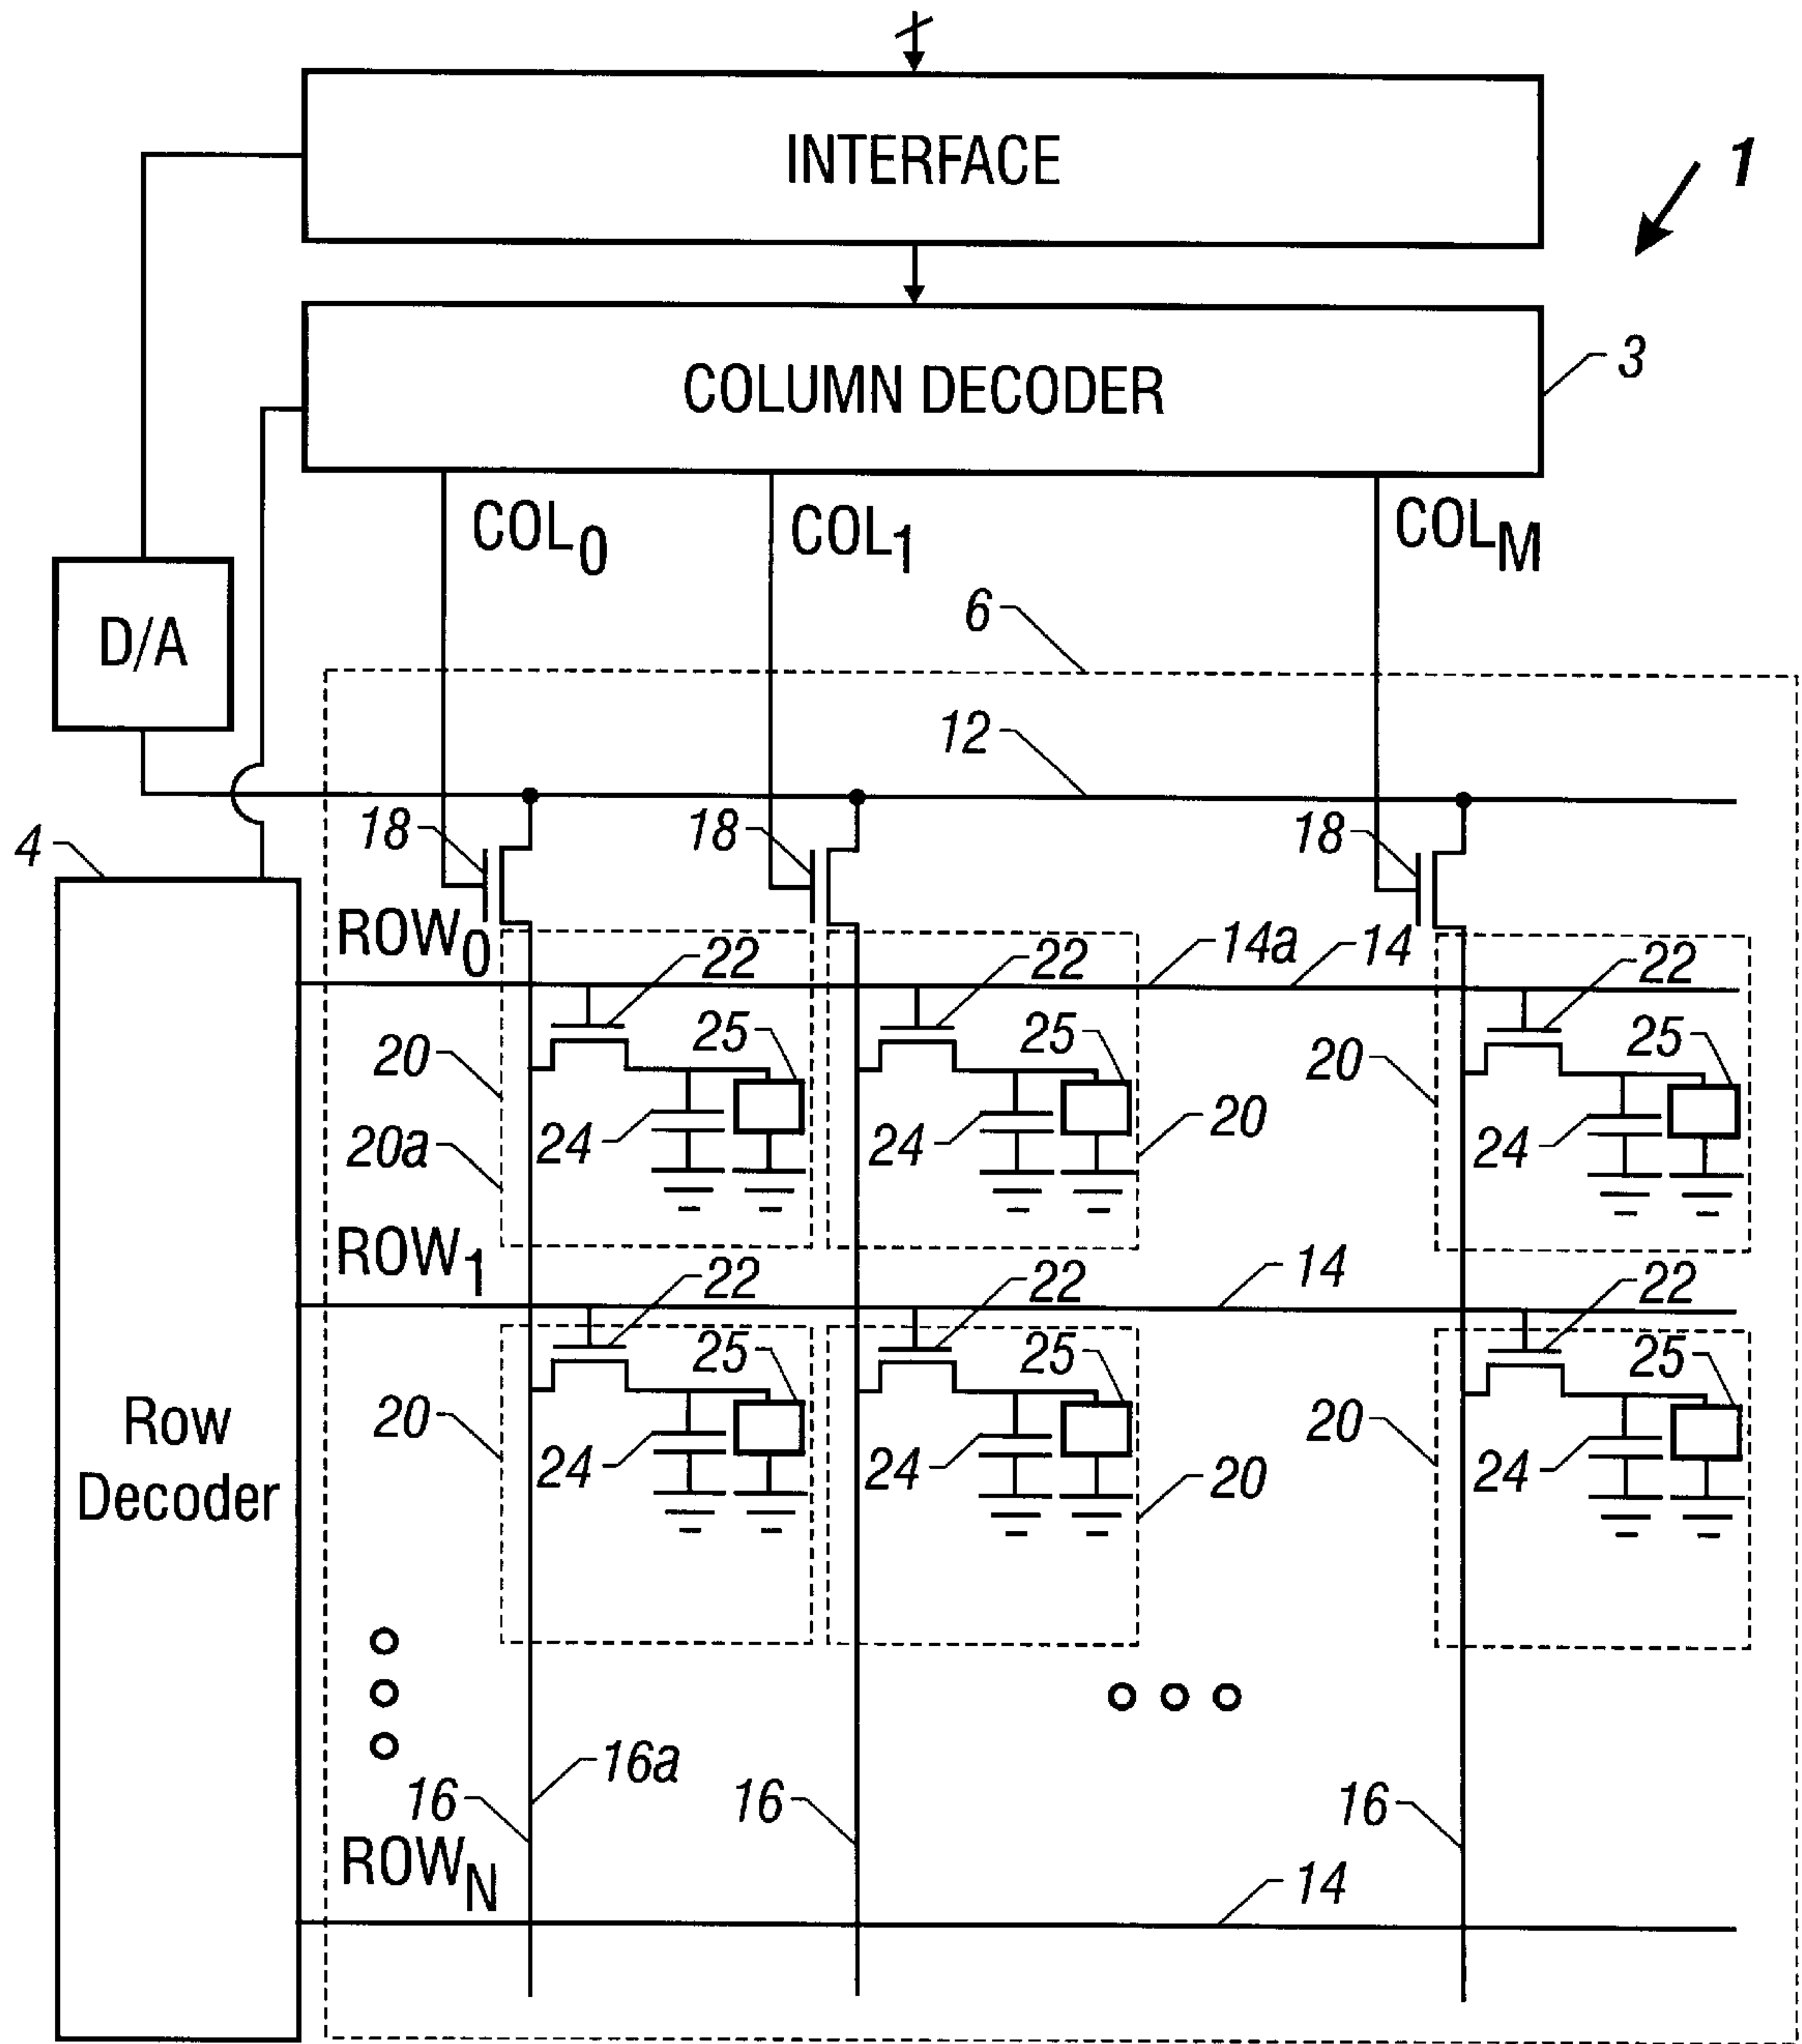 INTERFACE
1
COLUMN DECODER
3
COL0 COL1 COLM
D/A
6
12
18 18 18
4
ROW0
22 22 14a 14 22
25 25 25
20 20
24 24 20 24
20a
ROW1
22 22 14 22
25 25 25
20 20
24 24 20 24
Row
Decoder
16a
16 16 16
ROWN
14